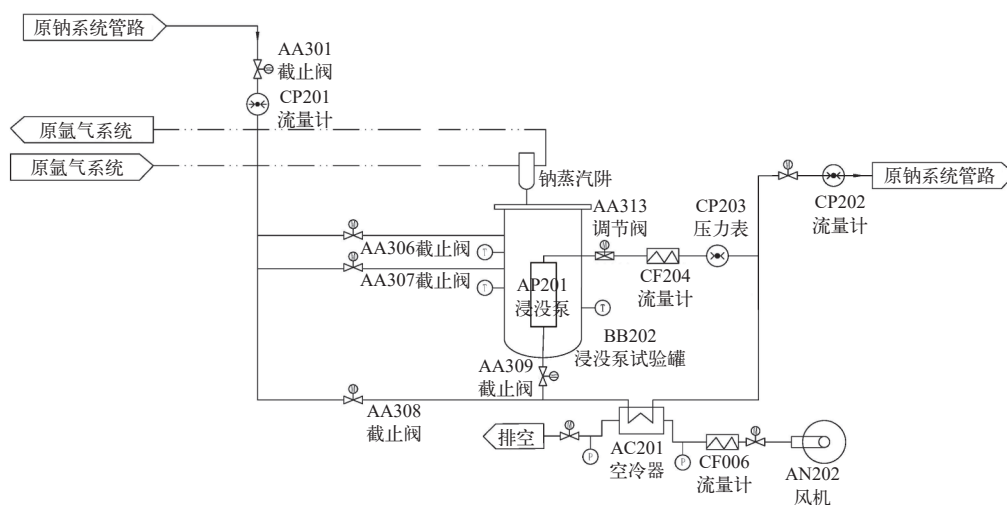 原钠系统管路
AA301
截止阀
CP201
流量计
原氩气系统
原氩气系统
钠蒸汽阱
AA313
调节阀
CP203
压力表
原钠系统管路
CP202
流量计
AA306截止阀
AA307截止阀
T
T
AP201
浸没泵
CF204
流量计
T
BB202
浸没泵试验罐
AA309
截止阀
AA308
截止阀
排空
P
AC201
空冷器
P
CF006
流量计
AN202
风机